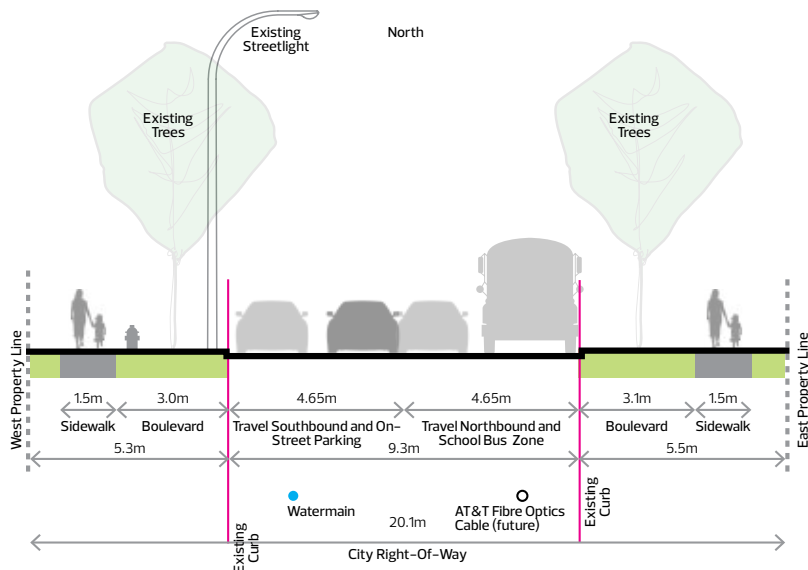 Existing
Streetlight
North
Existing
Trees
Existing
Trees
West Property Line
East Property Line
1.5m
3.0m
4.65m
4.65m
3.1m
1.5m
Sidewalk
Boulevard
Travel Southbound and On-
Street Parking
Travel Northbound and
School Bus Zone
Boulevard
Sidewalk
5.3m
9.3m
5.5m
Watermain
AT&T Fibre Optics
Cable (future)
Existing
Curb
20.1m
Existing
Curb
City Right-Of-Way